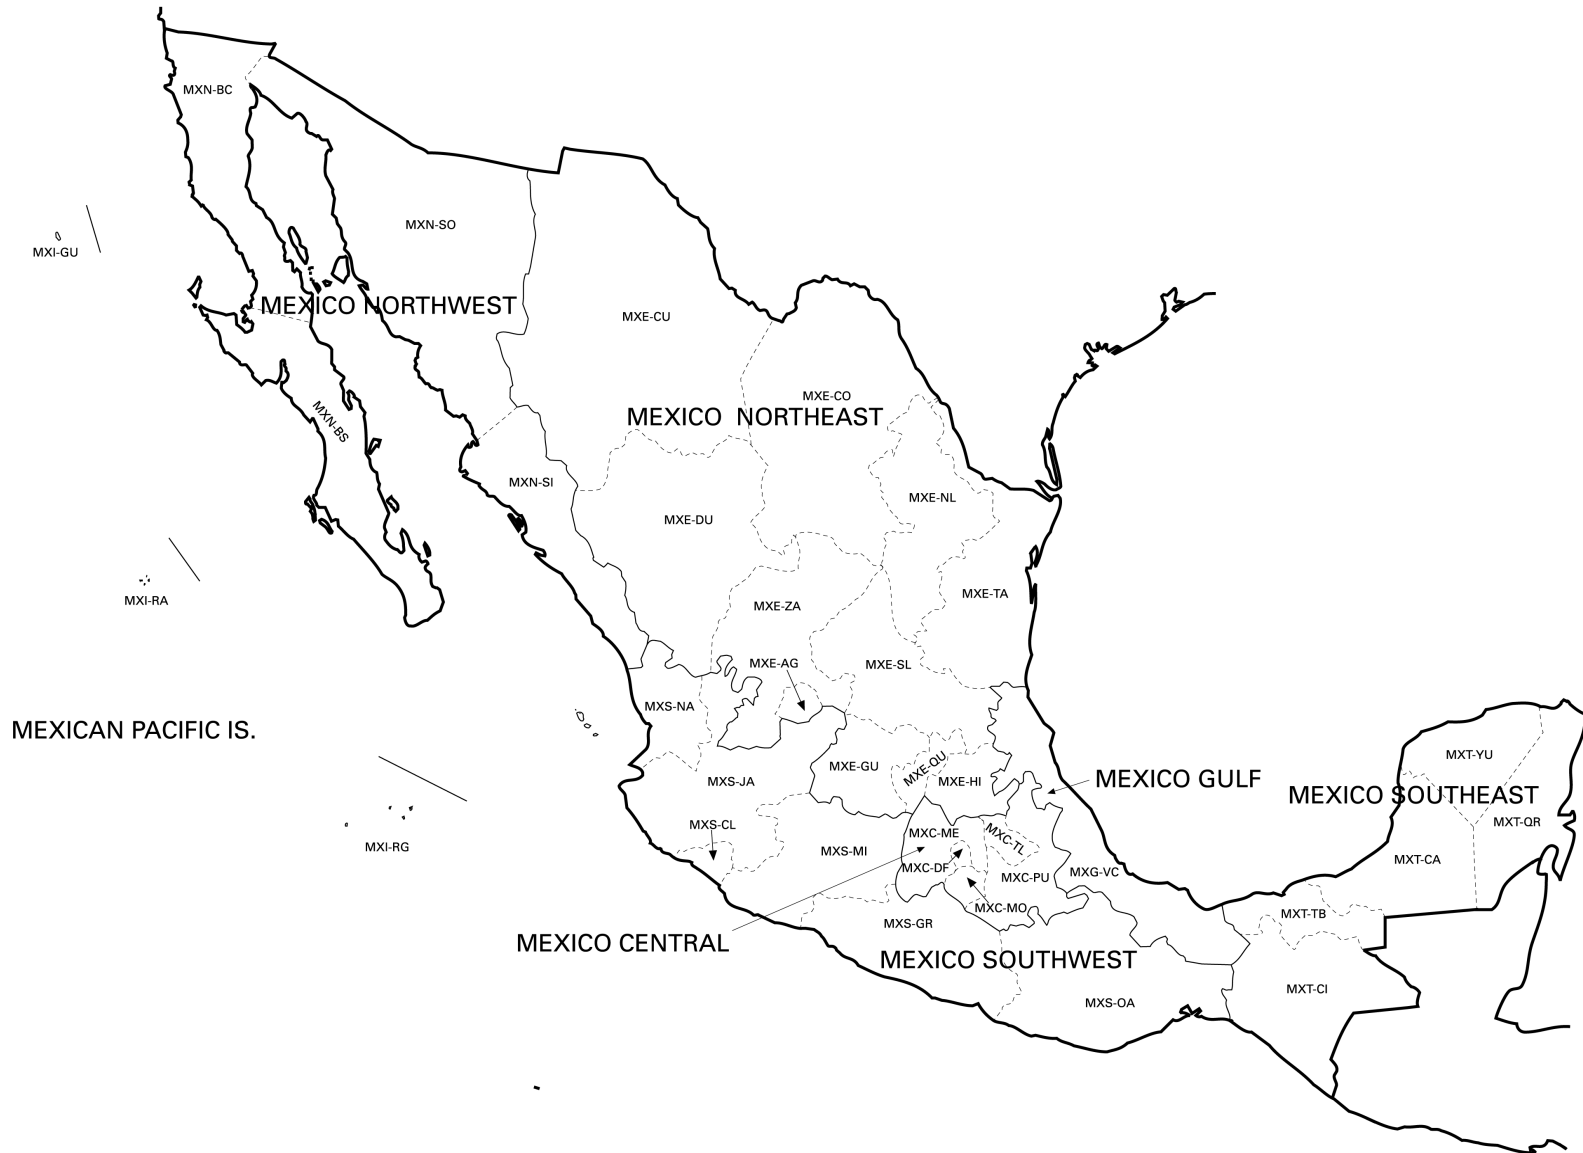 MXN-BC
MXN-SO
MXI-GU
MEXICO NORTHWEST
MXE-CU
MXE-CO
MXN-BS
MEXICO NORTHEAST
MXN-SI
MXE-NL
MXE-DU
MXE-TA
MXI-RA
MXE-ZA
MXE-AG
MXE-SL
MXS-NA
MEXICAN PACIFIC IS.
MXT-YU
MXE-GU
MXE-QU
MXS-JA
MXE-HI
MEXICO GULF
MEXICO SOUTHEAST
MXT-QR
MXS-CL
MXC-ME
MXC-TL
MXI-RG
MXS-MI
MXT-CA
MXC-DF
MXC-PU
MXG-VC
MXC-MO
MXT-TB
MXS-GR
MEXICO CENTRAL
MEXICO SOUTHWEST
MXT-CI
MXS-OA